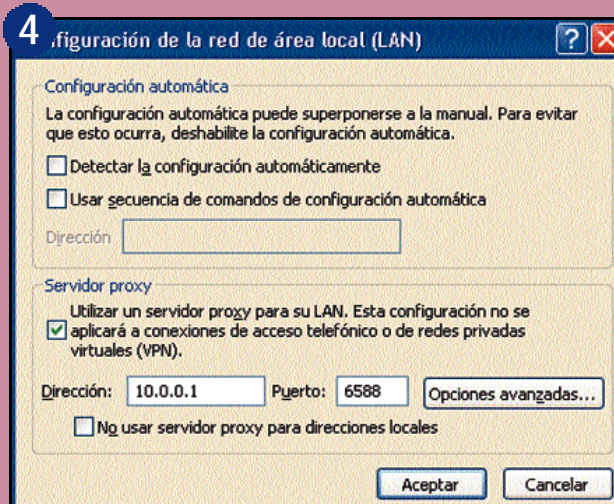 4
figuración de la red de área local (LAN)
Configuración automática
La configuración automática puede superponerse a la manual. Para evitar
que esto ocurra, deshabilite la configuración automática.
Detectar la configuración automáticamente
Usar secuencia de comandos de configuración automática
Dirección
Servidor proxy
Utilizar un servidor proxy para su LAN. Esta configuración no se
aplicará a conexiones de acceso telefónico o de redes privadas
virtuales (VPN).
Dirección: 10.0.0.1 Puerto: 6588 Opciones avanzadas...
No usar servidor proxy para direcciones locales
Aceptar Cancelar